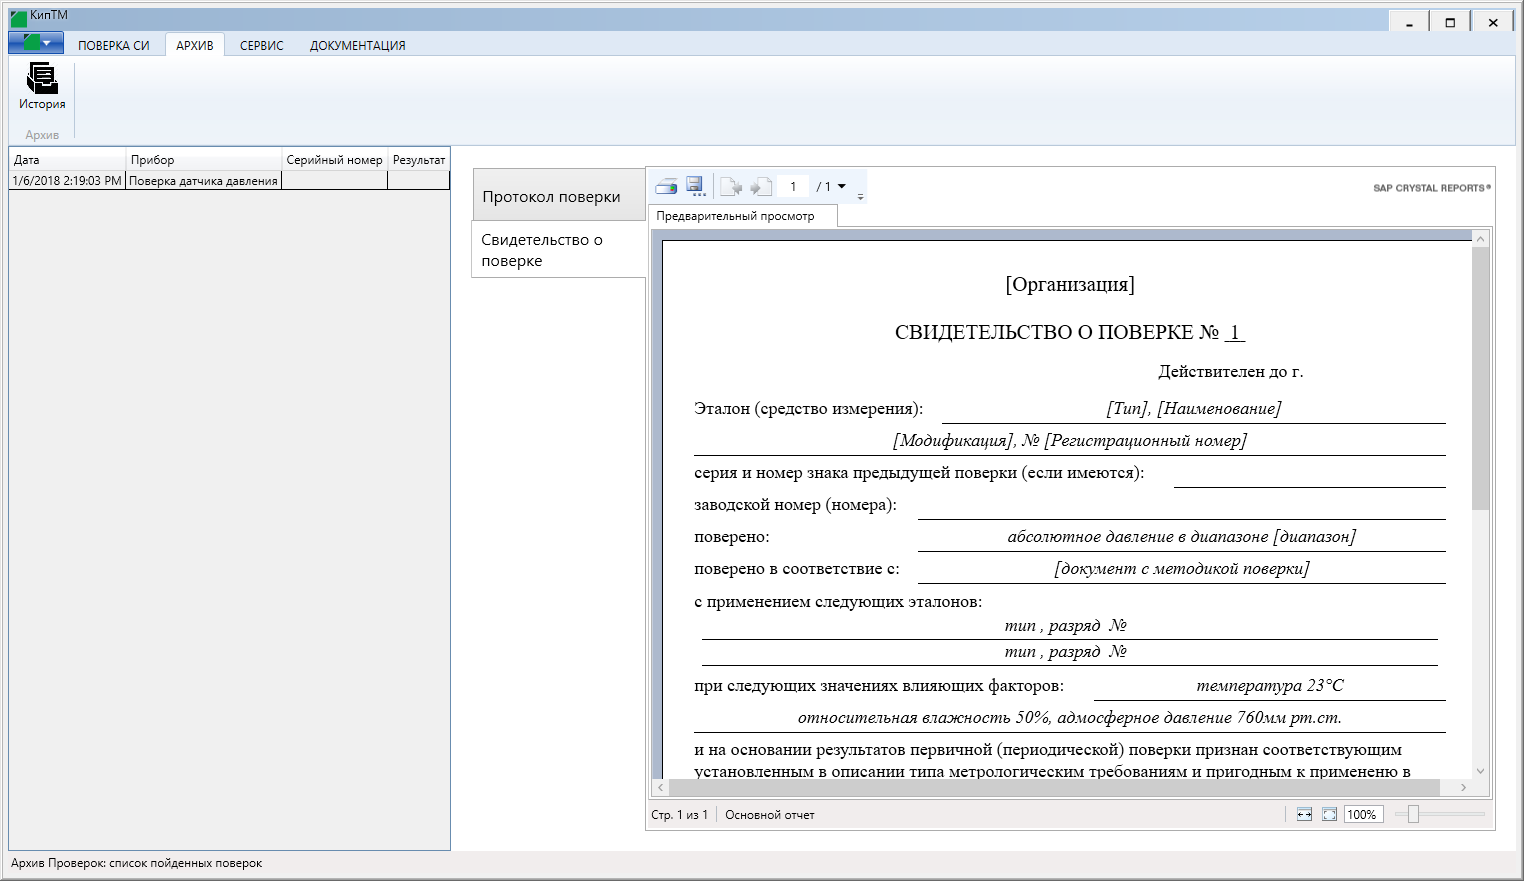 КипТМ
ПОВЕРКА СИ АРХИВ СЕРВИС ДОКУМЕНТАЦИЯ
История
Архив
Дата Прибор Серийный номер Результат
1/6/2018 2:19:03 PM Поверка датчика давления
Протокол поверки
Свидетельство о
поверке
1 / 1
SAP CRYSTAL REPORTS®
Предварительный просмотр
[Организация]
СВИДЕТЕЛЬСТВО О ПОВЕРКЕ № 1
Действителен до г.
Эталон (средство измерения): [Тип], [Наименование]
[Модификация], № [Регистрационный номер]
серия и номер знака предыдущей поверки (если имеются):
заводской номер (номера):
поверено: абсолютное давление в диапазоне [диапазон]
поверено в соответствие с: [документ с методикой поверки]
с применением следующих эталонов:
тип , разряд №
тип , разряд №
при следующих значениях влияющих факторов: температура 23°C
относительная влажность 50%, адмосферное давление 760мм рт.ст.
и на основании результатов первичной (периодической) поверки признан соответствующим
установленным в описании типа метрологическим требованиям и пригодным к применению в
Стр. 1 из 1 Основной отчет 100%
Архив Проверок: список пойденных поверок